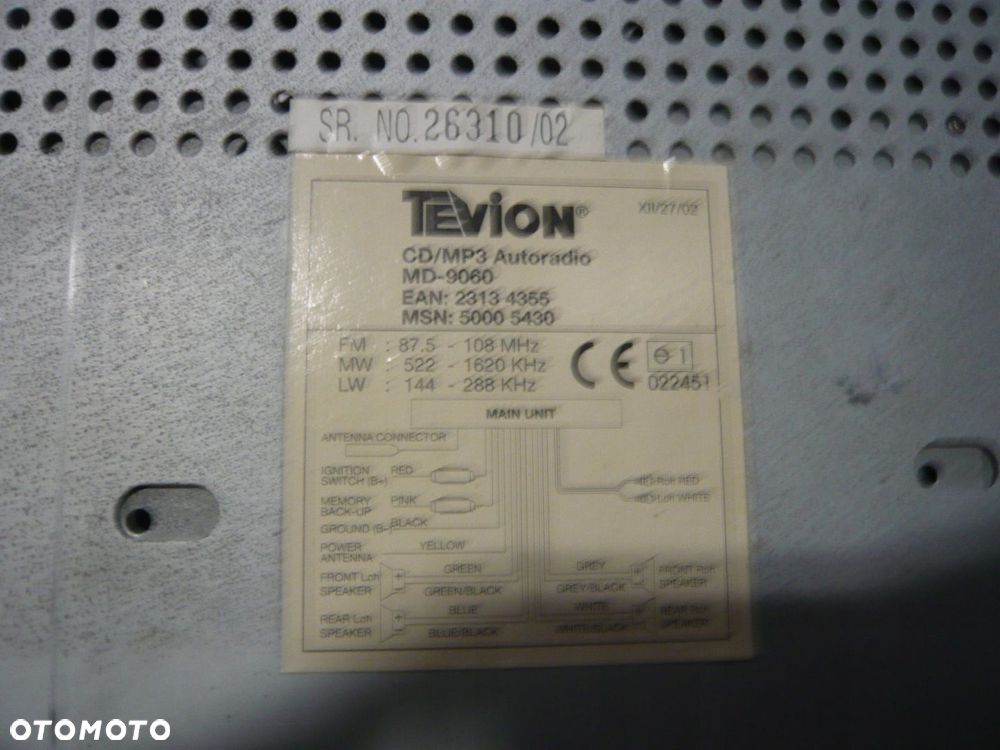 SR. NO. 26310/02
TEVION®
XII/27/02
CD/MP3 Autoradio
MD-9060
EAN: 2313 4355
MSN: 5000 5430
FM : 87.5 - 108 MHz
MW : 522 - 1620 KHz
LW : 144 - 288 KHz
CE
e1
022451
MAIN UNIT
ANTENNA CONNECTOR
IGNITION SWITCH (B+) RED
MEMORY BACK-UP PINK
GROUND (B-) BLACK
POWER ANTENNA YELLOW
RED
WHITE
FRONT Lch SPEAKER
GREEN
GREEN/BLACK
GREY
GREY/BLACK
FRONT Rch SPEAKER
REAR Lch SPEAKER
BLUE
BLUE/BLACK
WHITE
WHITE/BLACK
REAR Rch SPEAKER
OTOMOTO